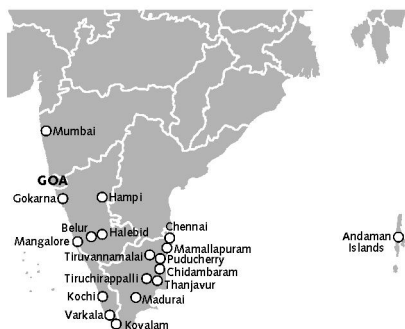 Mumbai
GOA
Gokarna
Hampi
Belur
Halebid
Chennai
Mangalore
Mamallapuram
Tiruvannamalai
Puducherry
Chidambaram
Tiruchirappalli
Thanjavur
Kochi
Madurai
Varkala
Kovalam
Andaman
Islands